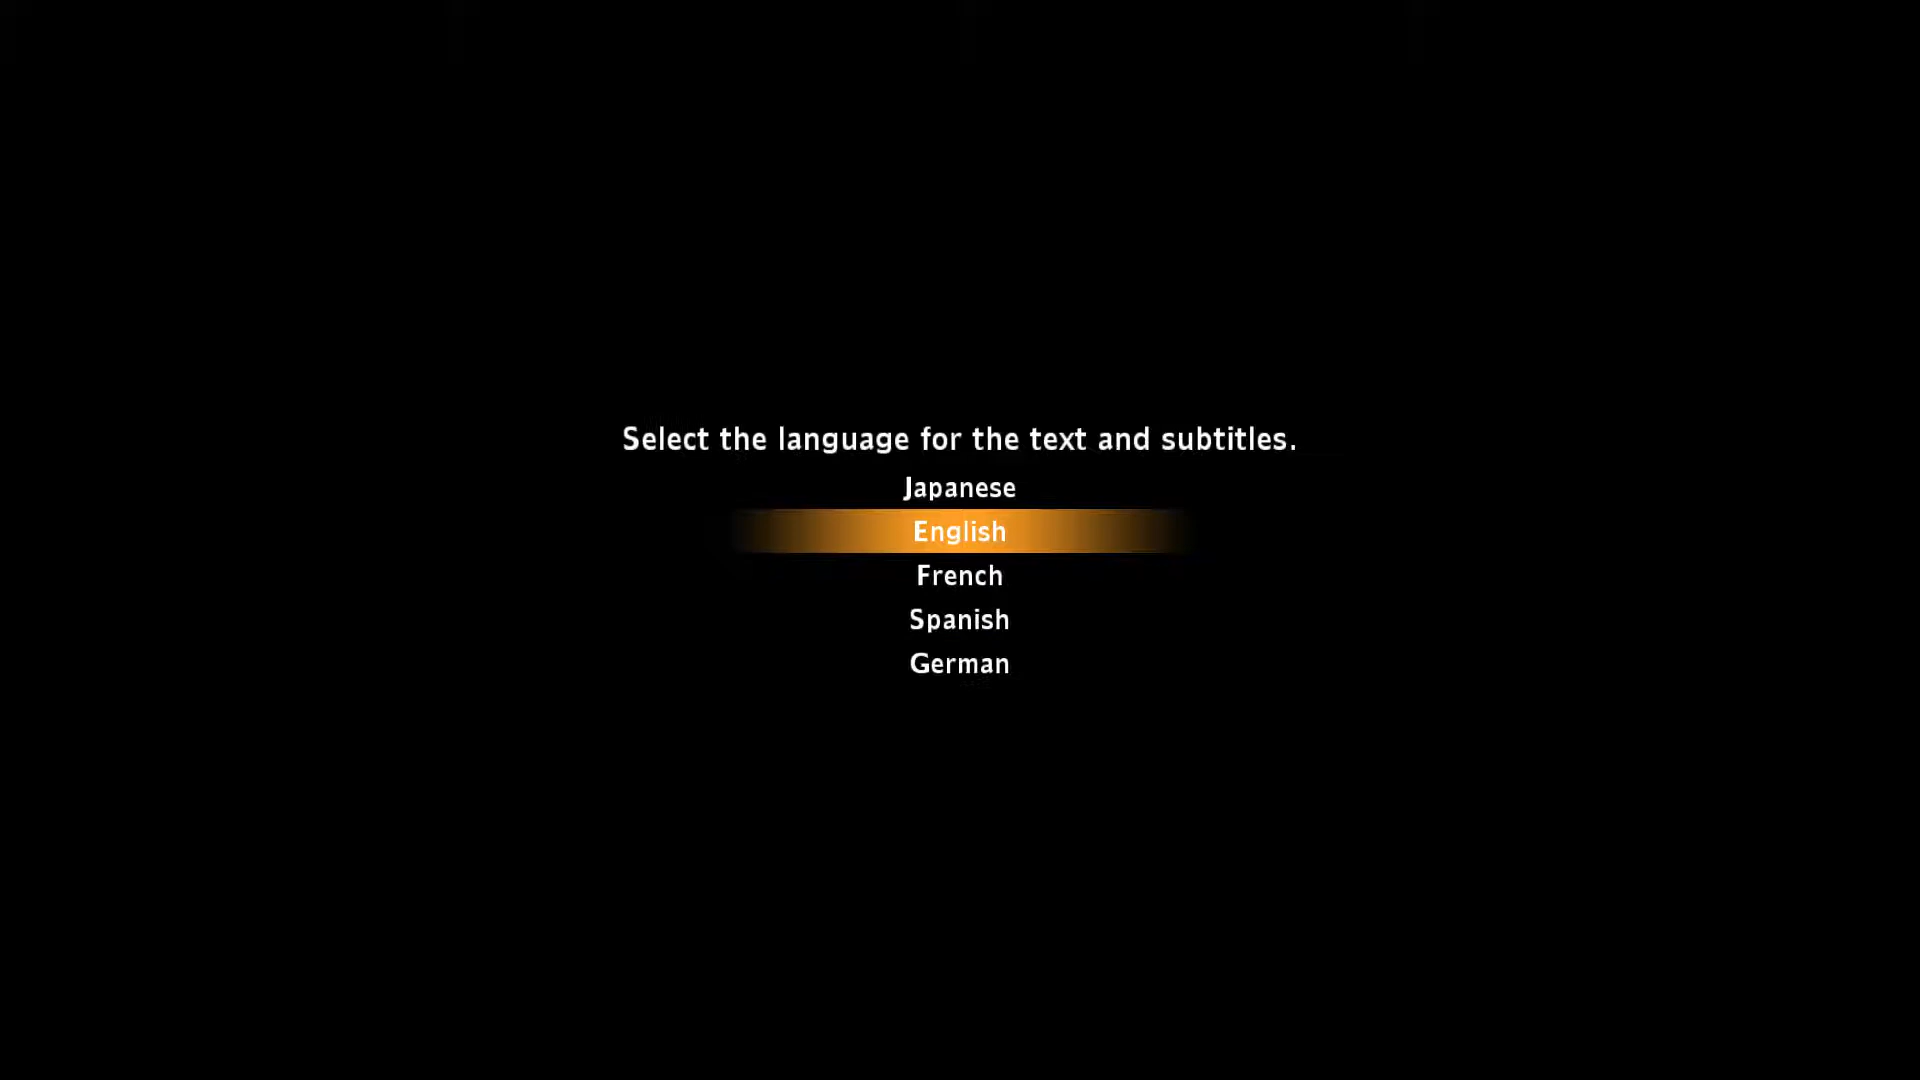 Select the language for the text and subtitles.
Japanese
English
French
Spanish
German